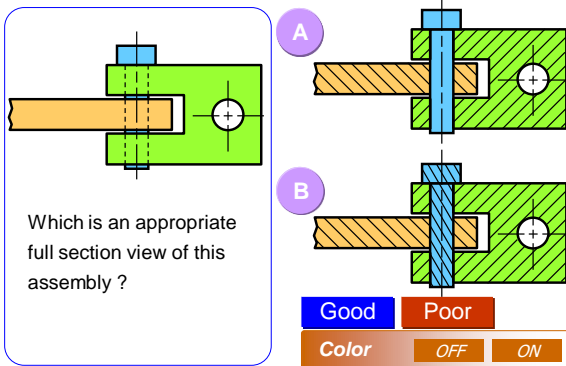 Which is an appropriate
full section view of this
assembly ?
A
B
Good Poor
Color OFF ON